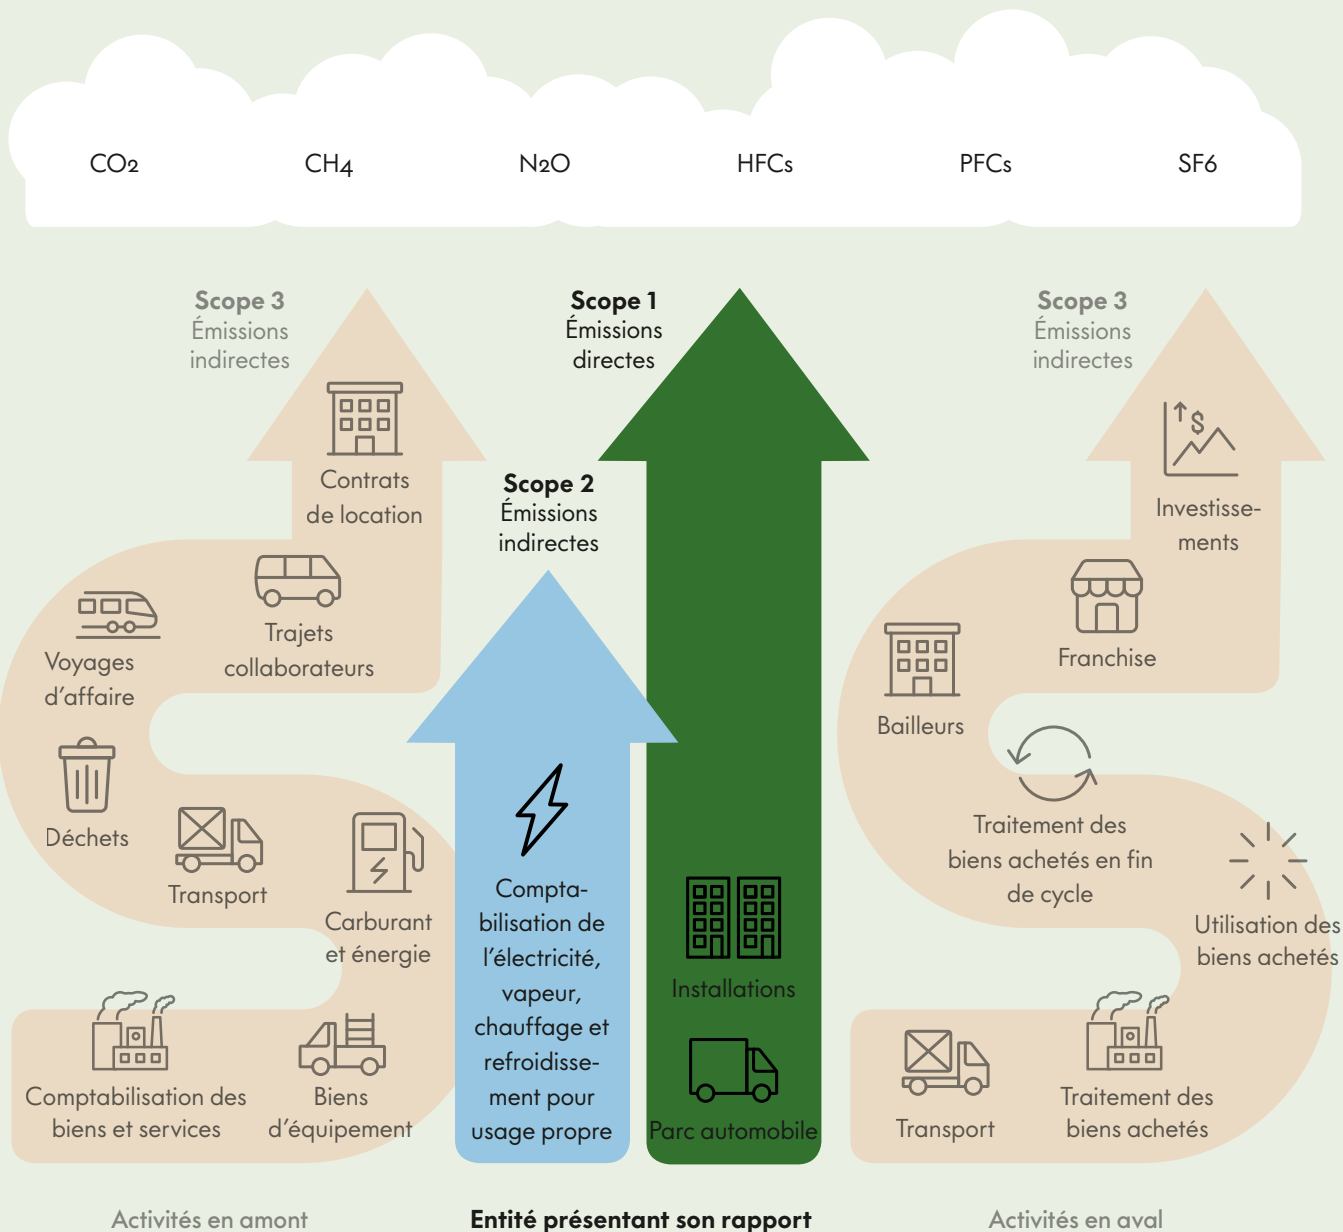 CO2
CH4
N2O
HFCs
PFCs
SF6
Scope 3
Émissions
indirectes
Contrats
de location
Trajets
collaborateurs
Voyages
d'affaire
Déchets
Transport
Carburant
et énergie
Comptabilisation des
biens et services
Biens
d'équipement
Activités en amont
Scope 2
Émissions
indirectes
Compta-
bilisation de
l'électricité,
vapeur,
chauffage et
refroidisse-
ment pour
usage propre
Scope 1
Émissions
directes
Installations
Parc automobile
Entité présentant son rapport
Scope 3
Émissions
indirectes
$
Investisse-
ments
Franchise
Bailleurs
Traitement des
biens achetés en fin
de cycle
Utilisation des
biens achetés
Transport
Traitement des
biens achetés
Activités en aval